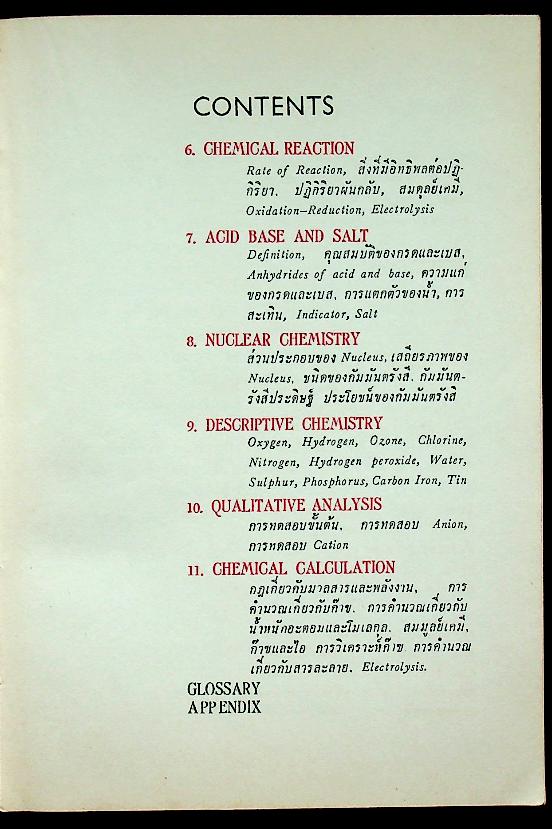 CONTENTS
6. CHEMICAL REACTION
Rate of Reaction, สิ่งที่มีอิทธิพลต่อปฏิ-
กิริยา, ปฏิกิริยาผันกลับ, สมดุลย์เคมี,
Oxidation–Reduction, Electrolysis
7. ACID BASE AND SALT
Definition, คุณสมบัติของกรดและเบส,
Anhydrides of acid and base, ความแก่
ของกรดและเบส, การแตกตัวของน้ำ, การ
สะเทิน, Indicator, Salt
8. NUCLEAR CHEMISTRY
ส่วนประกอบของ Nucleus, เสถียรภาพของ
Nucleus, ชนิดของกัมมันตรังสี, กัมมันต-
รังสีประดิษฐ์ ประโยชน์ของกัมมันตรังสี
9. DESCRIPTIVE CHEMISTRY
Oxygen, Hydrogen, Ozone, Chlorine,
Nitrogen, Hydrogen peroxide, Water,
Sulphur, Phosphorus, Carbon Iron, Tin
10. QUALITATIVE ANALYSIS
การทดสอบขั้นต้น, การทดสอบ Anion,
การทดสอบ Cation
11. CHEMICAL CALCULATION
กฎเกี่ยวกับมวลสารและพลังงาน, การ
คำนวณเกี่ยวกับก๊าซ, การคำนวณเกี่ยวกับ
น้ำหนักอะตอมและโมเลกุล, สมมูลย์เคมี,
ก๊าซและไอ การวิเคราะห์ก๊าซ การคำนวณ
เกี่ยวกับสารละลาย, Electrolysis.
GLOSSARY
APPENDIX